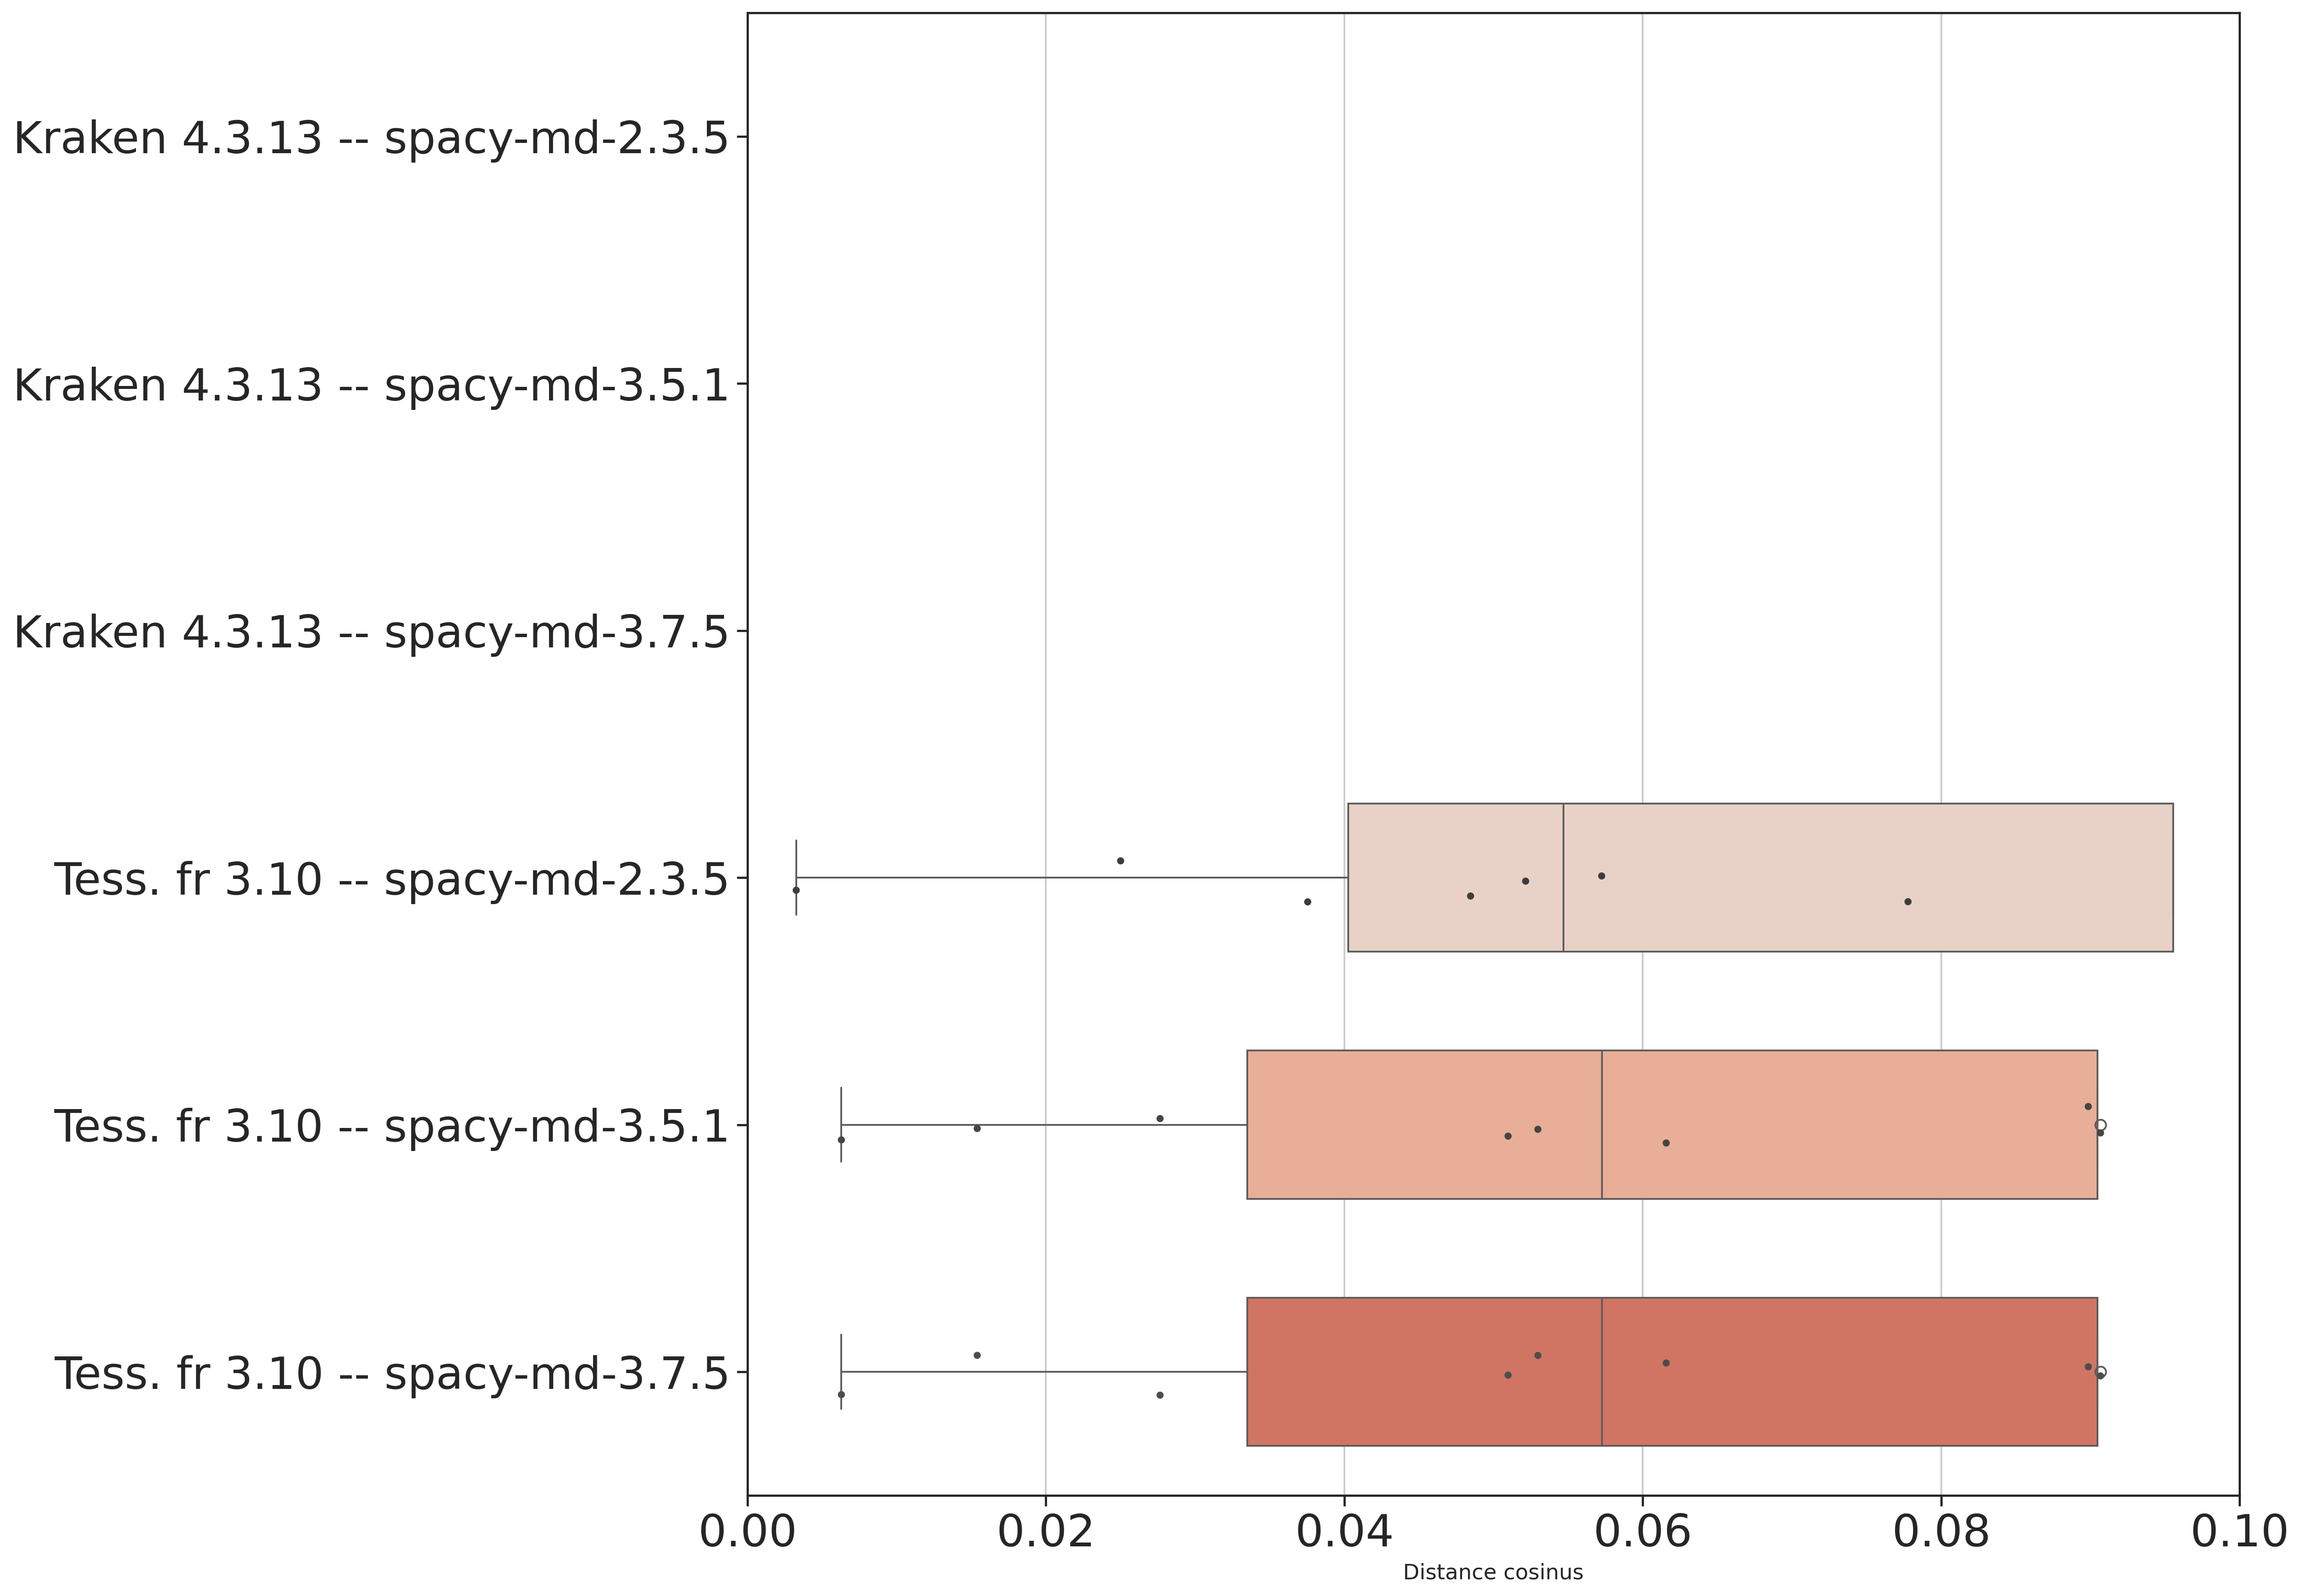 Kraken 4.3.13 -- spacy-md-2.3.5
Kraken 4.3.13 -- spacy-md-3.5.1
Kraken 4.3.13 -- spacy-md-3.7.5
Tess. fr 3.10 -- spacy-md-2.3.5
Tess. fr 3.10 -- spacy-md-3.5.1
Tess. fr 3.10 -- spacy-md-3.7.5
0.00 0.02 0.04 0.06 0.08 0.10
Distance cosinus